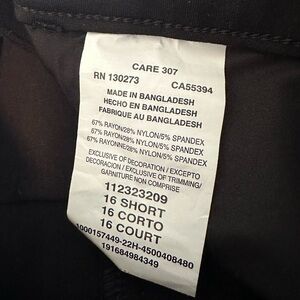 CARE 307
RN 130273 CA55394
MADE IN BANGLADESH
HECHO EN BANGLADESH
FABRIQUE AU BANGLADESH
67% RAYON/28% NYLON/5% SPANDEX
67% RAYON/28% NYLON/5% SPANDEX
67% RAYONNE/28% NYLON/5% SPANDEX
EXCLUSIVE OF DECORATION / EXCEPTO
DECORACION / EXCLUSIVE OF TRIMMING/
GARNITURE NON COMPRISE
112323209
16 SHORT
16 CORTO
16 COURT
1000157449-22H-4500408480
191684984349